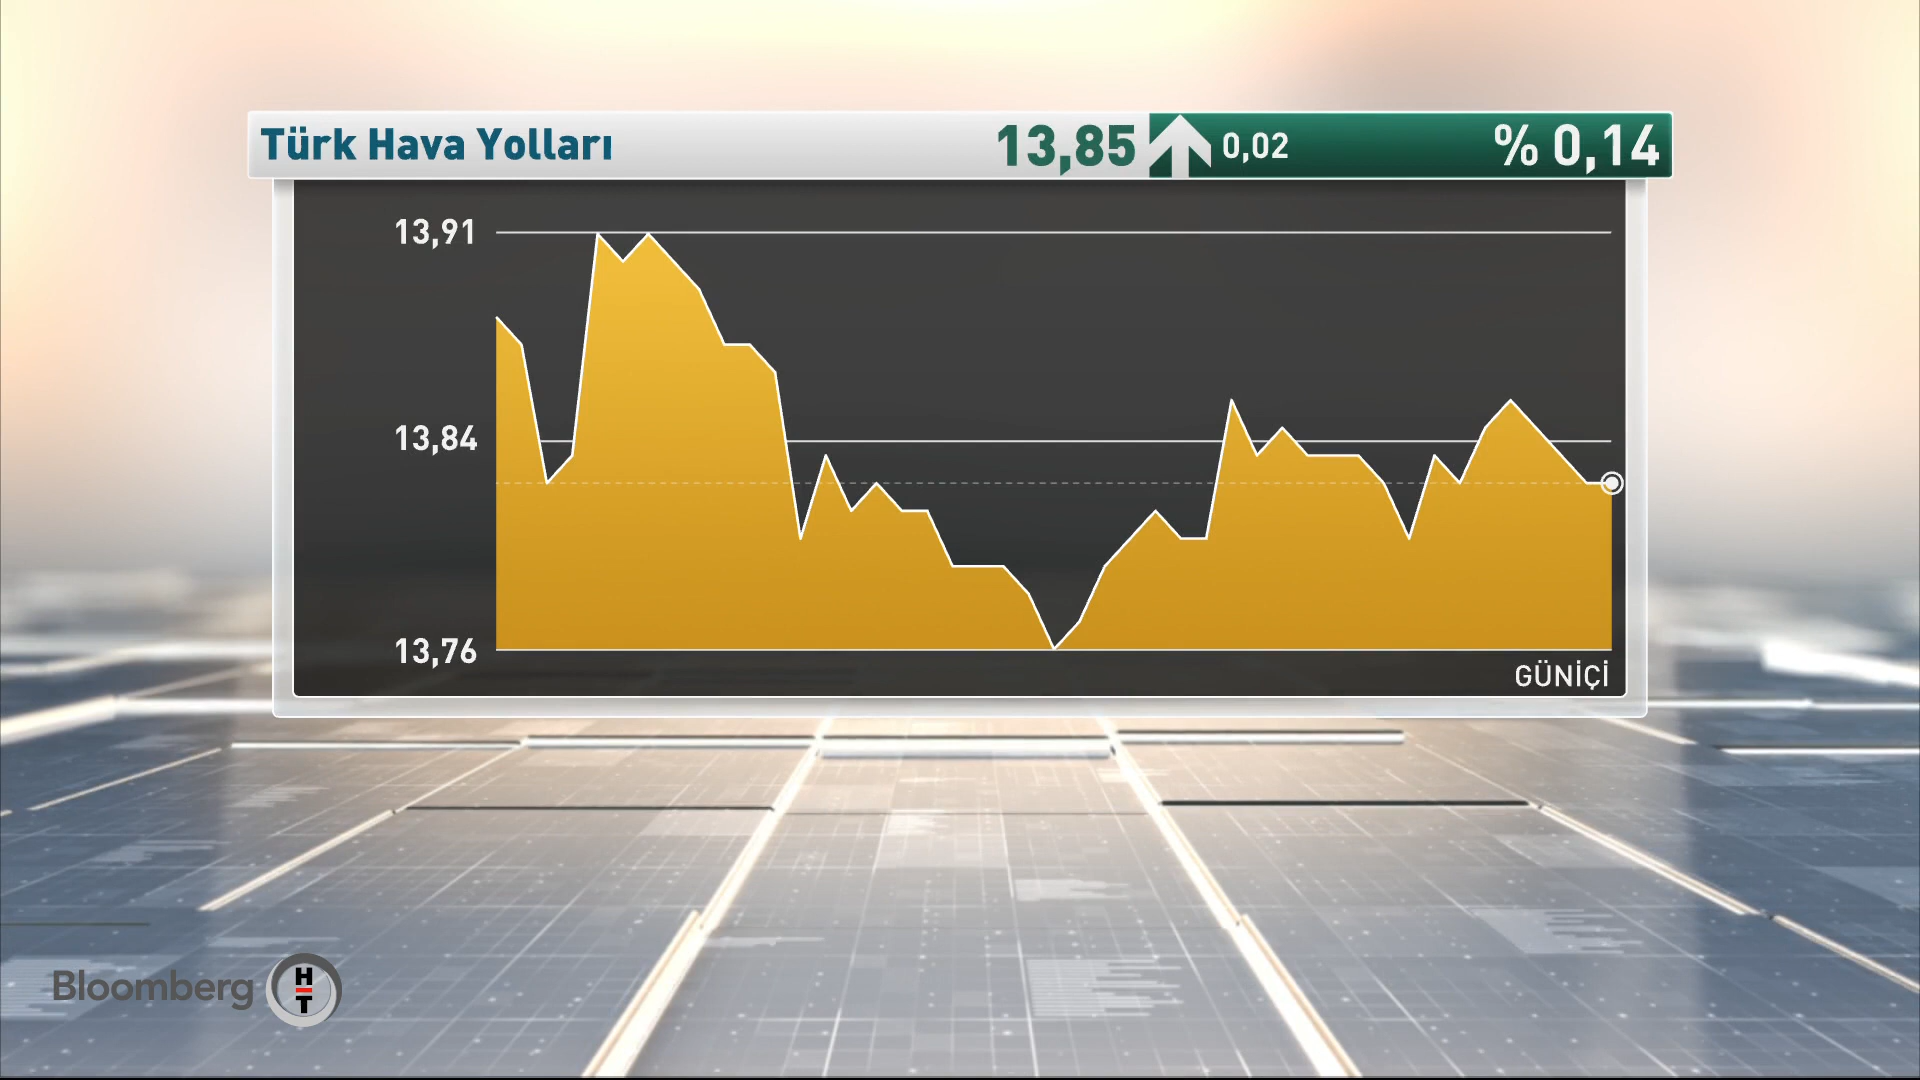 Türk Hava Yolları 13,85 0,02 % 0,14
13,91
13,84
13,76
GÜNİÇİ
Bloomberg HT